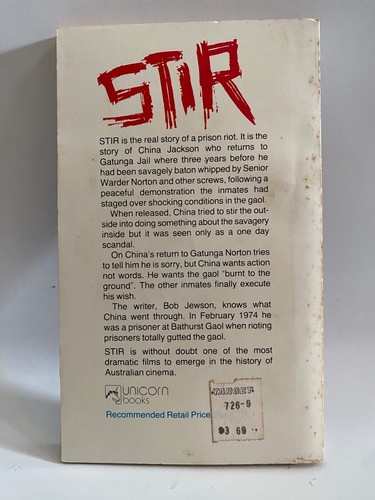 STIR
STIR is the real story of a prison riot. It is the
story of China Jackson who returns to
Gatunga Jail where three years before he
had been savagely baton whipped by Senior
Warder Norton and other screws, following a
peaceful demonstration the inmates had
staged over shocking conditions in the gaol.
When released, China tried to stir the out-
side into doing something about the savagery
inside but it was seen only as a one day
scandal.
On China's return to Gatunga Norton tries
to tell him he is sorry, but China wants action
not words. He wants the gaol "burnt to the
ground". The other inmates finally execute
his wish.
The writer, Bob Jewson, knows what
China went through. In February 1974 he
was a prisoner at Bathurst Gaol when rioting
prisoners totally gutted the gaol.
STIR is without doubt one of the most
dramatic films to emerge in the history of
Australian cinema.
unicorn
books
Recommended Retail Price
TARGET
726-9
3 69